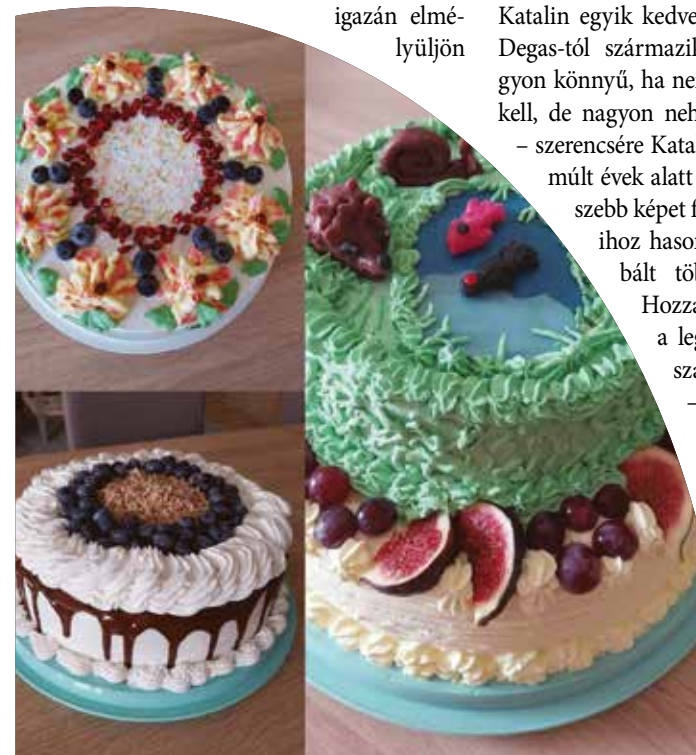 igazán elmé-
lyüljön
Katalin egyik kedve
Degas-tól származik
gyon könnyű, ha ne
kell, de nagyon neh
– szerencsére Kata
múlt évek alatt
szebb képet f
ihoz haso
bált töb
Hozza
a leg
sza
–